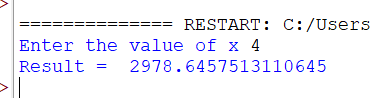 >
============== RESTART: C:/Users
Enter the value of x 4
Result =  2978.6457513110645
>